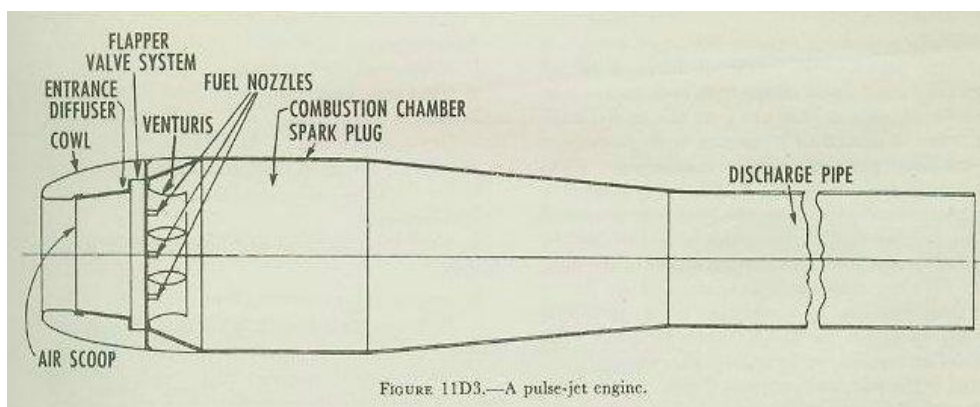 FLAPPER
VALVE SYSTEM
FUEL NOZZLES
ENTRANCE
DIFFUSER
COMBUSTION CHAMBER
COWL
VENTURIS
SPARK PLUG
DISCHARGE PIPE
AIR SCOOP
FIGURE 11D3.—A pulse-jet engine.